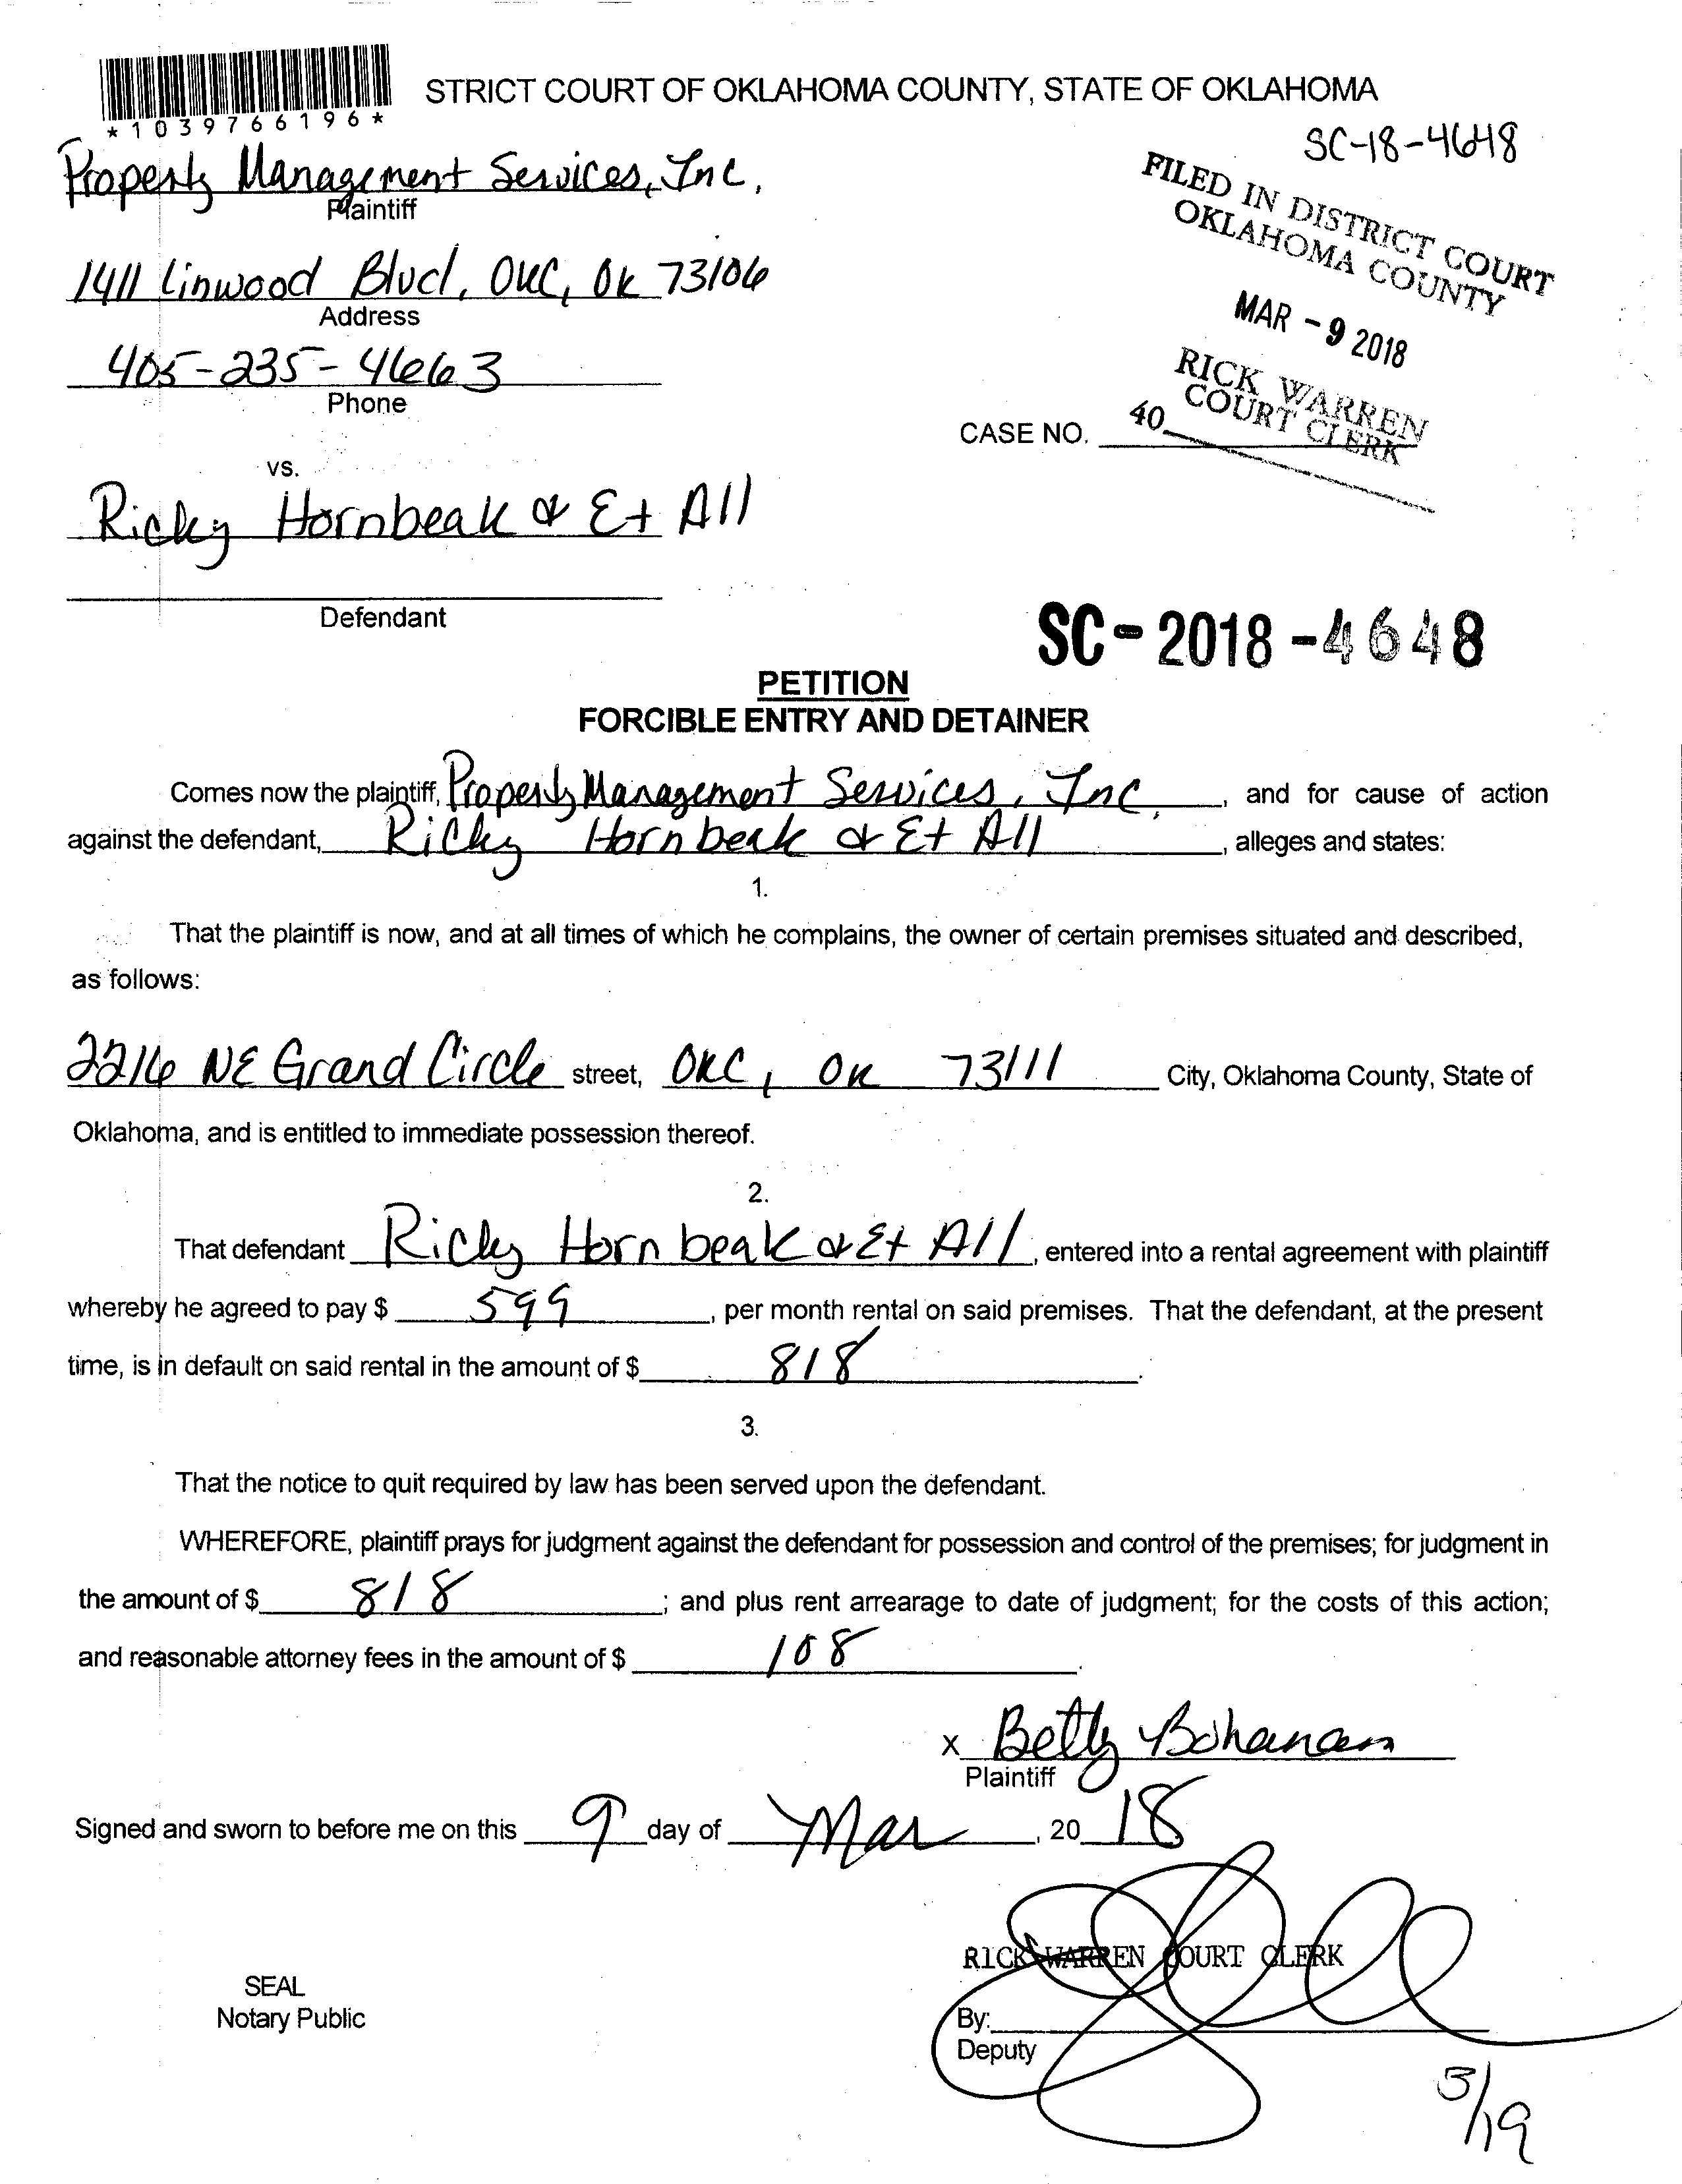 STRICT COURT OF OKLAHOMA COUNTY, STATE OF OKLAHOMA
*1039766196*
SC-18-4648
Property Management Services, Inc.
Plaintiff
FILED IN DISTRICT COURT
OKLAHOMA COUNTY
1411 Linwood Blvd, OKC, OK 73106
Address
MAR - 9 2018
405-235-4663
Phone
RICK WARREN
COURT CLERK
CASE NO.
40
vs.
Ricky Hornbeak & Et All
Defendant
SC-2018-4648
PETITION
FORCIBLE ENTRY AND DETAINER
Comes now the plaintiff, Property Management Services, Inc., and for cause of action
against the defendant, Ricky Hornbeak & Et All, alleges and states:
1.
That the plaintiff is now, and at all times of which he complains, the owner of certain premises situated and described,
as follows:
2216 NE Grand Circle street, OKC, OK 73111 City, Oklahoma County, State of
Oklahoma, and is entitled to immediate possession thereof.
2.
That defendant Ricky Hornbeak & Et All, entered into a rental agreement with plaintiff
whereby he agreed to pay $ 599, per month rental on said premises. That the defendant, at the present
time, is in default on said rental in the amount of $ 818.
3.
That the notice to quit required by law has been served upon the defendant.
WHEREFORE, plaintiff prays for judgment against the defendant for possession and control of the premises; for judgment in
the amount of $ 818; and plus rent arrearage to date of judgment; for the costs of this action;
and reasonable attorney fees in the amount of $ 108.
X Betty Bohanan
Plaintiff
Signed and sworn to before me on this 9 day of Mar, 2018
RICK WARREN COURT CLERK
SEAL
Notary Public
By:
Deputy
3/19